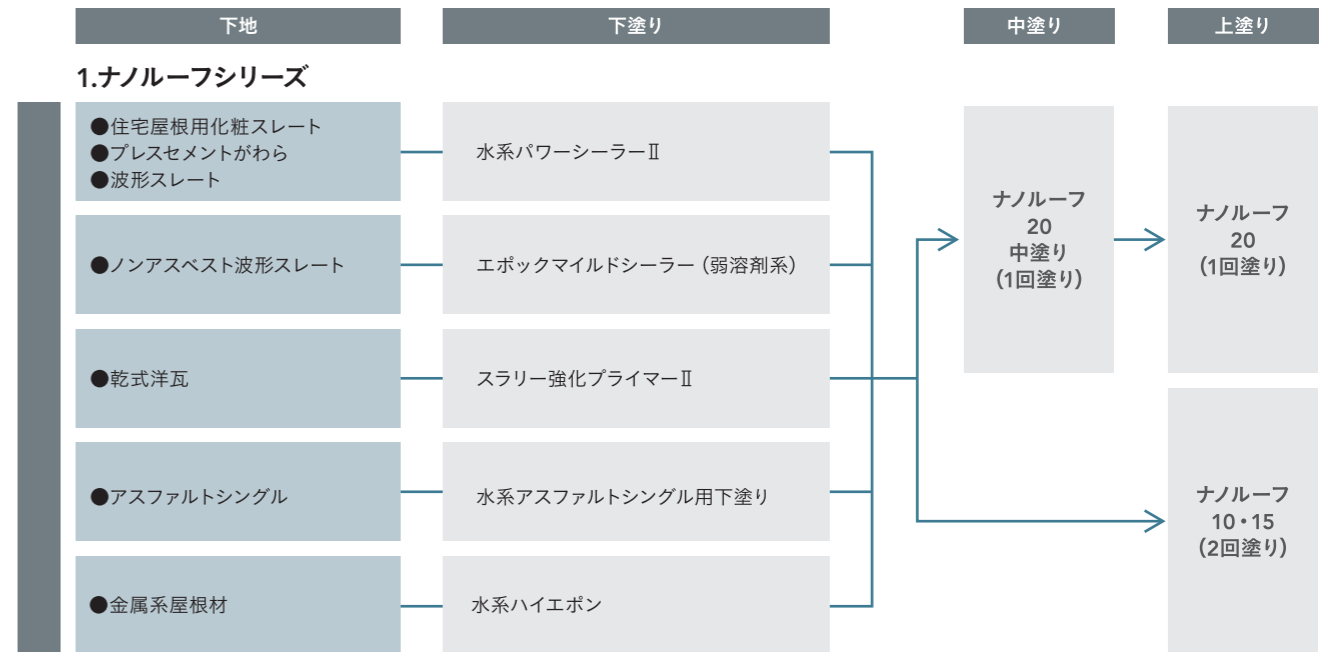 下地
下塗り
中塗り
上塗り
1.ナノルーフシリーズ
●住宅屋根用化粧スレート
●プレスセメントがわら
●波形スレート
水系パワーシーラーⅡ
●ノンアスベスト波形スレート
エポックマイルドシーラー（弱溶剤系）
●乾式洋瓦
スラリー強化プライマーⅡ
●アスファルトシングル
水系アスファルトシングル用下塗り
●金属系屋根材
水系ハイエポン
ナノルーフ
20
中塗り
（1回塗り）
ナノルーフ
20
（1回塗り）
ナノルーフ
10・15
（2回塗り）